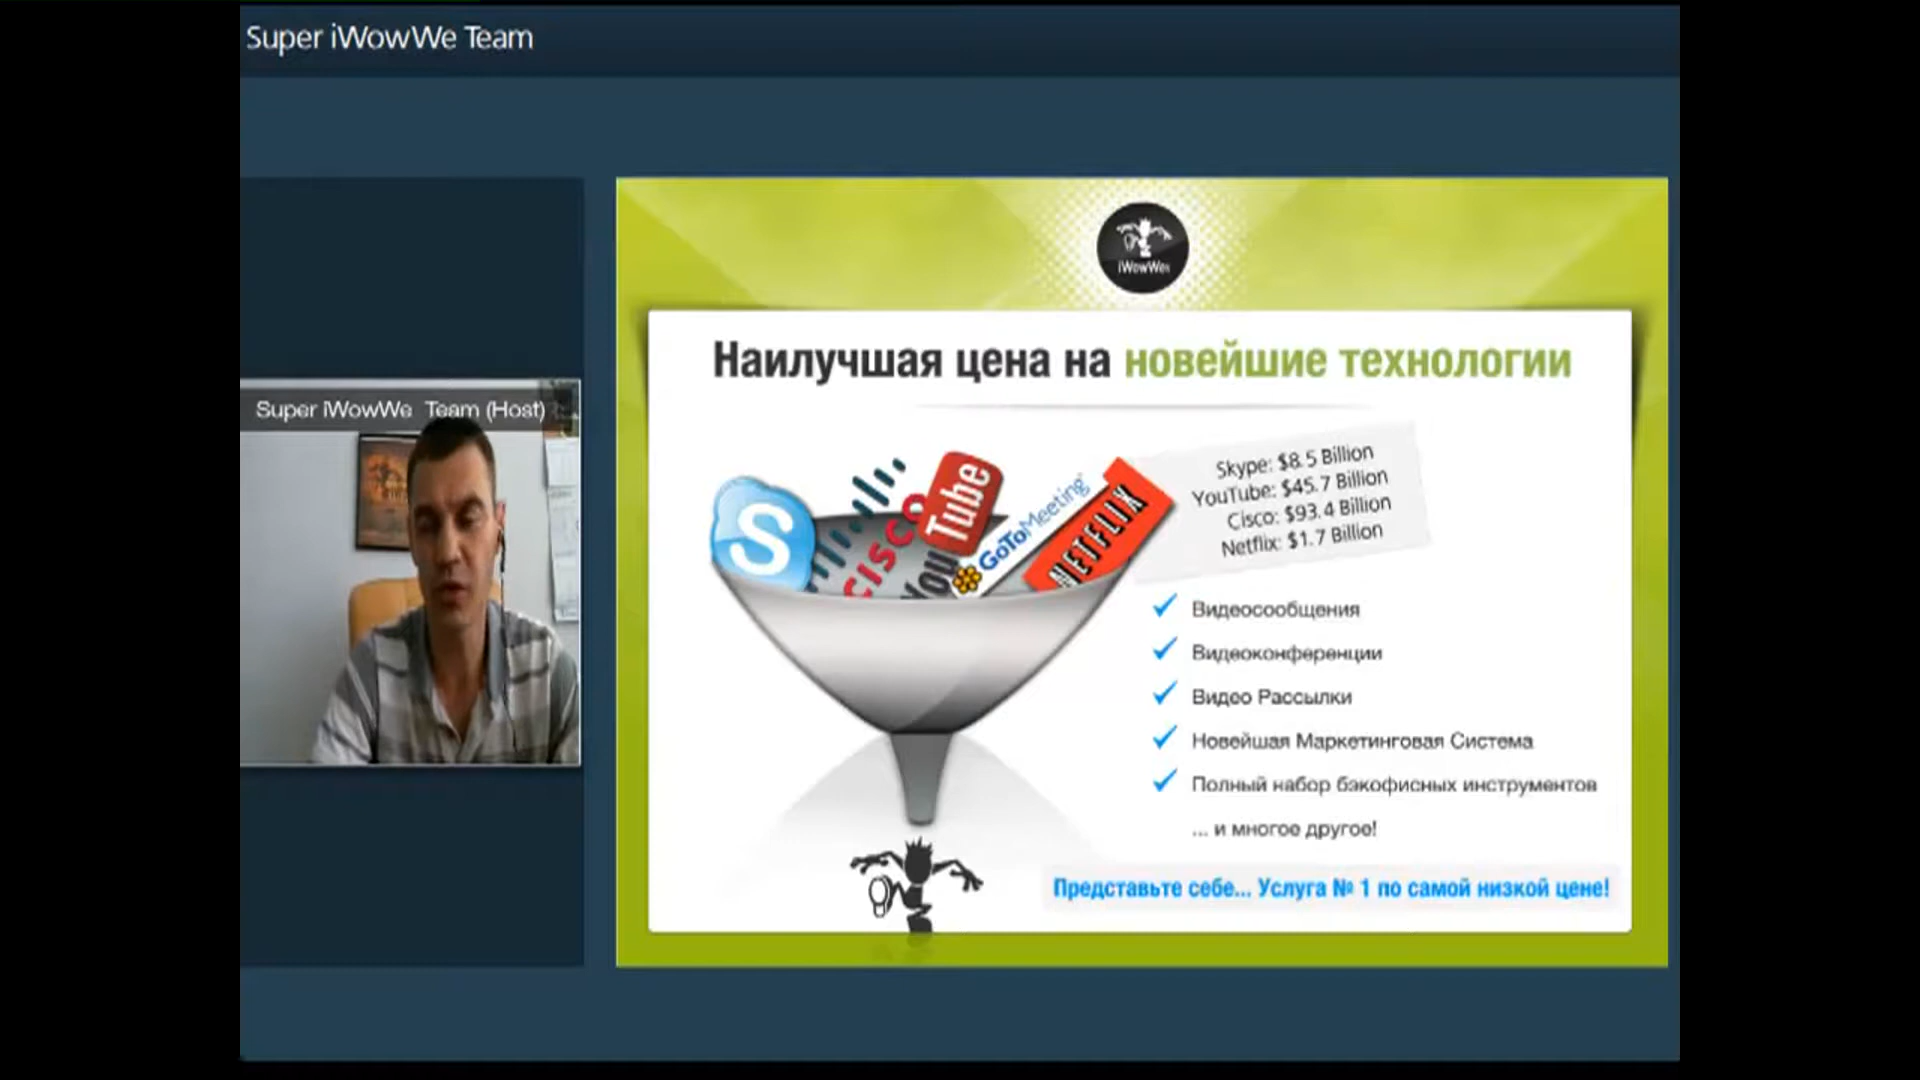 Super iWowWe Team
Super iWowWe Team (Host)
iWowWe
Наилучшая цена на новейшие технологии
S
CISCO
YouTube
GoToMeeting
NETFLIX
Skype: $8.5 Billion
YouTube: $45.7 Billion
Cisco: $93.4 Billion
Netflix: $1.7 Billion
Видеосообщения
Видеоконференции
Видео Рассылки
Новейшая Маркетинговая Система
Полный набор бэкофисных инструментов
... и многое другое!
Представьте себе... Услуга № 1 по самой низкой цене!